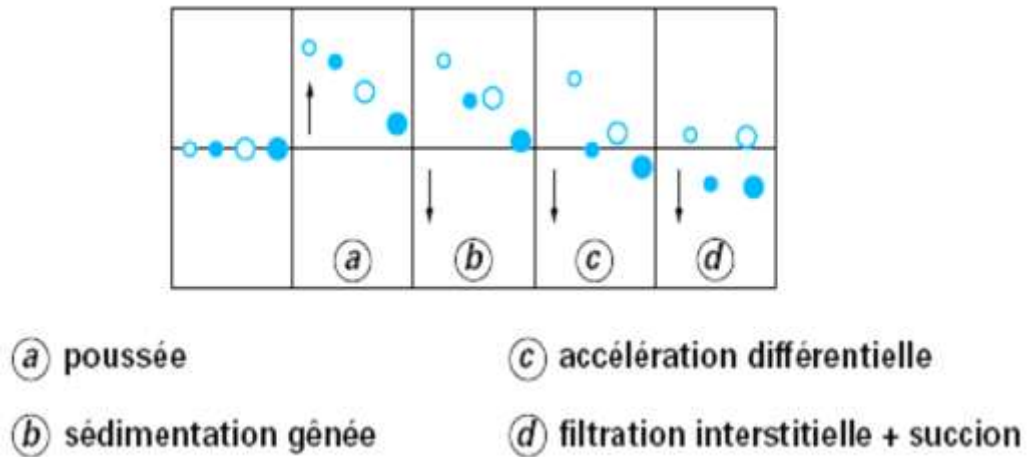 a b c d
a poussée
c accélération différentielle
b sédimentation gênée
d filtration interstitielle + succion